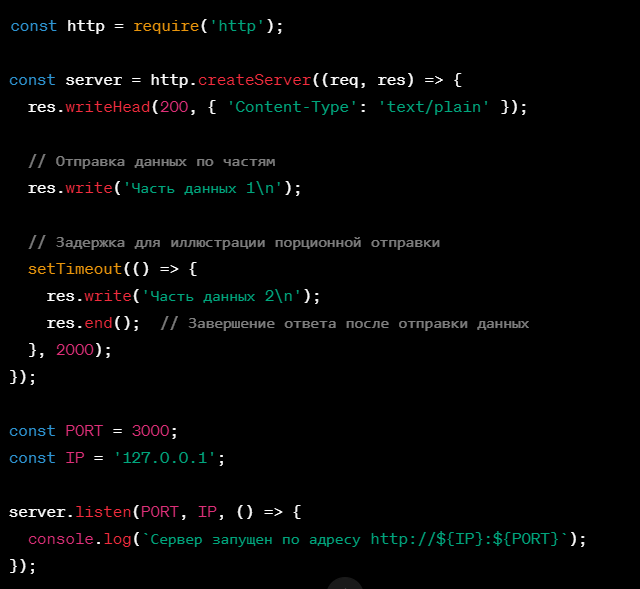 const http = require('http');
const server = http.createServer((req, res) => {
res.writeHead(200, { 'Content-Type': 'text/plain' });
// Отправка данных по частям
res.write('Часть данных 1\n');
// Задержка для иллюстрации порционной отправки
setTimeout(() => {
res.write('Часть данных 2\n');
res.end();  // Завершение ответа после отправки данных
}, 2000);
});
const PORT = 3000;
const IP = '127.0.0.1';
server.listen(PORT, IP, () => {
console.log(`Сервер запущен по адресу http://${IP}:${PORT}`);
});